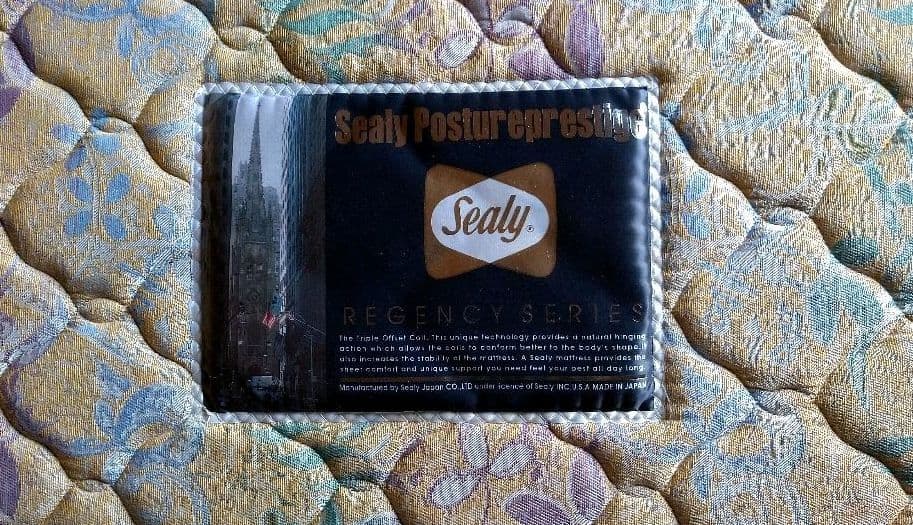 Sealy Postureprestige
Sealy®
REGENCY SERIES
The Triple Offset Coil. This unique technology provides a natural hinging
action which allows the coils to conform better to the body's shape.
also increases the stability of the mattress. A Sealy mattress provides the
sheer comfort and unique support you need feel your best all day long.
Manufactured by Sealy Japan CO.,LTD under licence of Sealy INC U.S.A MADE IN JAPAN